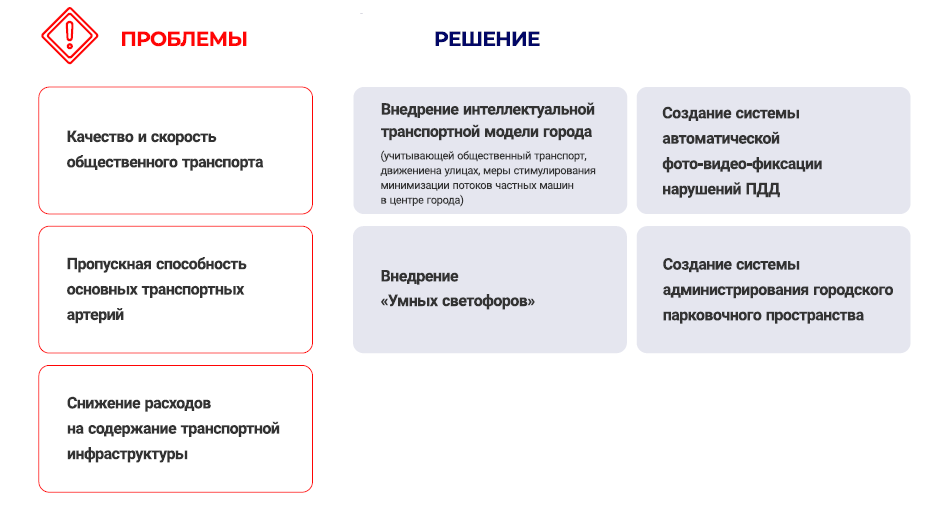 ПРОБЛЕМЫ
РЕШЕНИЕ
Качество и скорость
общественного транспорта
Внедрение интеллектуальной
транспортной модели города
(учитывающей общественный транспорт,
движениена улицах, меры стимулирования
минимизации потоков частных машин
в центре города)
Создание системы
автоматической
фото-видео-фиксации
нарушений ПДД
Пропускная способность
основных транспортных
артерий
Внедрение
«Умных светофоров»
Создание системы
администрирования городского
парковочного пространства
Снижение расходов
на содержание транспортной
инфраструктуры